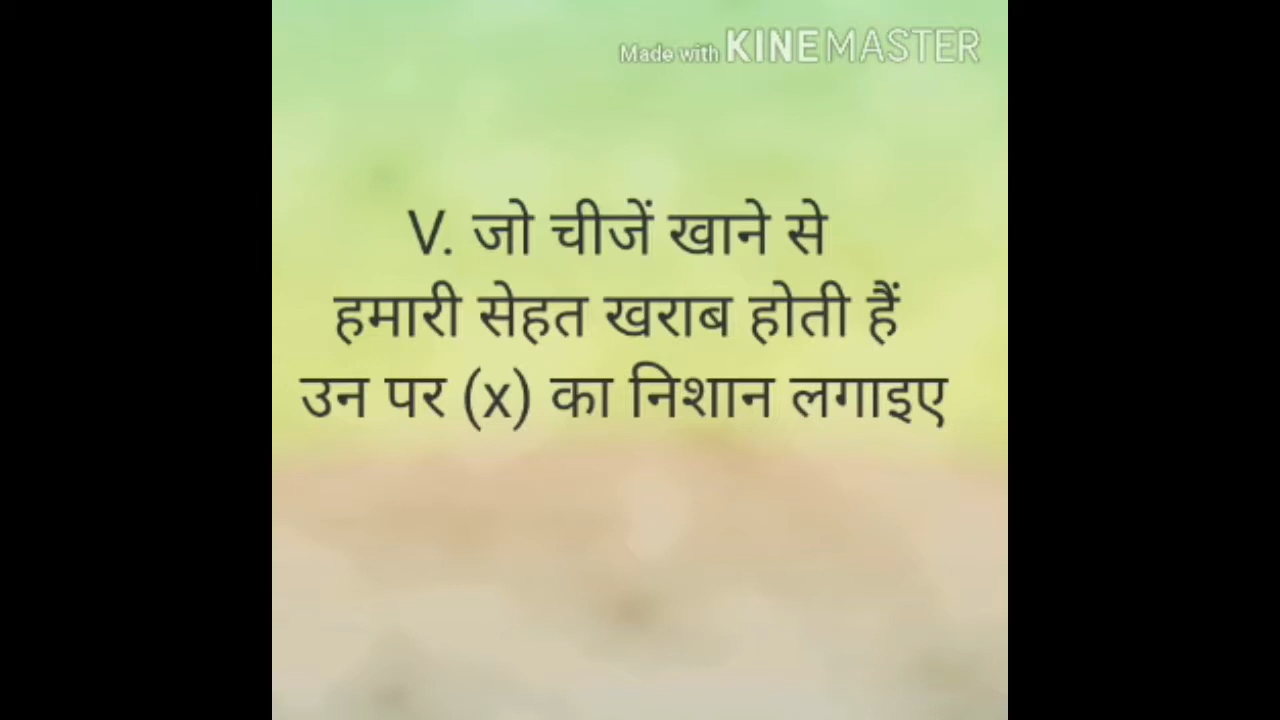 Made with KINEMASTER
V. जो चीजें खाने से
हमारी सेहत खराब होती हैं
उन पर (x) का निशान लगाइए